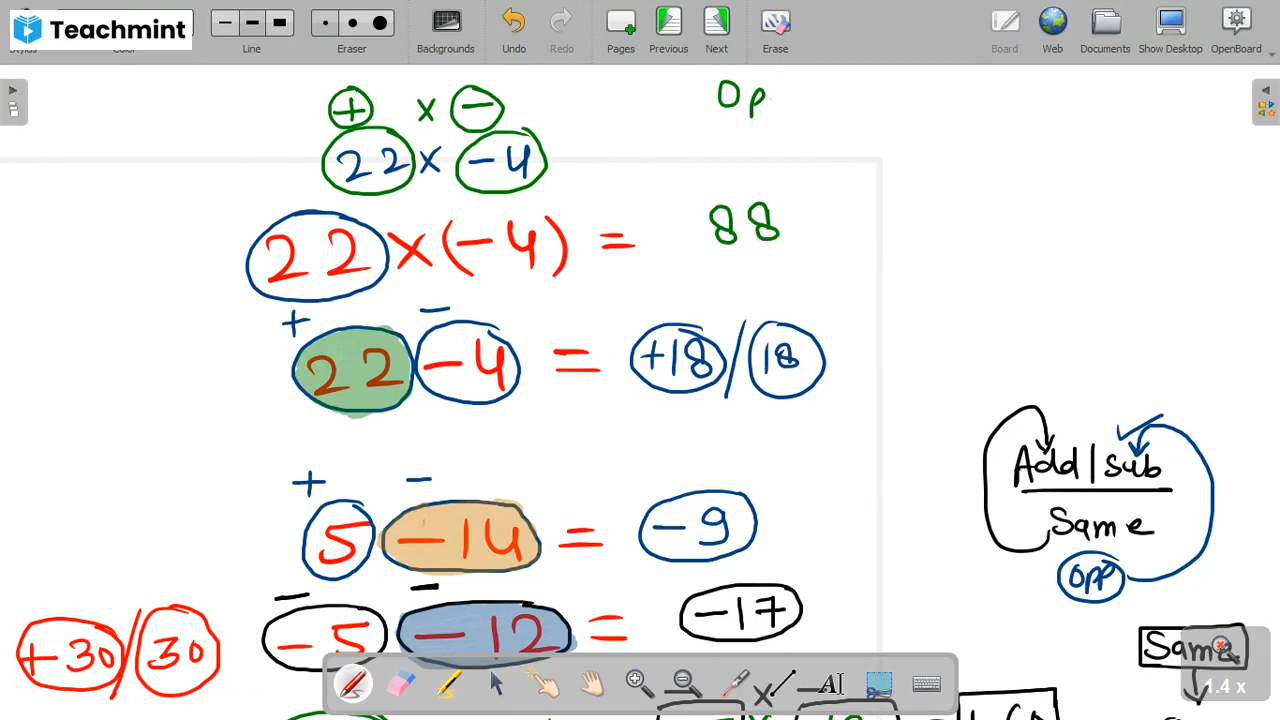 Teachmint
Line
Eraser
Backgrounds
Undo
Redo
Pages
Previous
Next
Erase
Board
Web
Documents
Show Desktop
OpenBoard
+ × −
Op
22 × −4
22 × (−4) = 88
+ −
22 −4 = +18 / 18
+ −
5 −14 = −9
− −
−5 −12 = −17
+30 / 30
Add | Sub
Same
Opp
Same
1.4 x